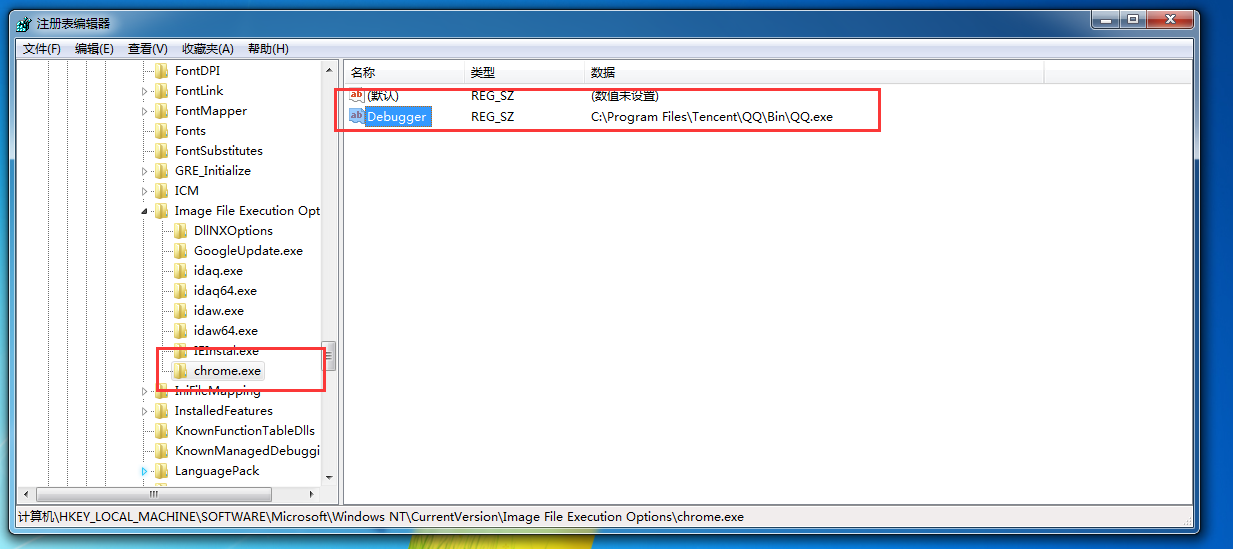 注册表编辑器
文件(F) 编辑(E) 查看(V) 收藏夹(A) 帮助(H)
FontDPI
FontLink
FontMapper
Fonts
FontSubstitutes
GRE_Initialize
ICM
Image File Execution Opt
DllNXOptions
GoogleUpdate.exe
idaq.exe
idaq64.exe
idaw.exe
idaw64.exe
IEInstal.exe
chrome.exe
IniFileMapping
InstalledFeatures
KnownFunctionTableDlls
KnownManagedDebuggi
LanguagePack
名称 类型 数据
ab (默认) REG_SZ (数值未设置)
ab Debugger REG_SZ C:\Program Files\Tencent\QQ\Bin\QQ.exe
计算机\HKEY_LOCAL_MACHINE\SOFTWARE\Microsoft\Windows NT\CurrentVersion\Image File Execution Options\chrome.exe